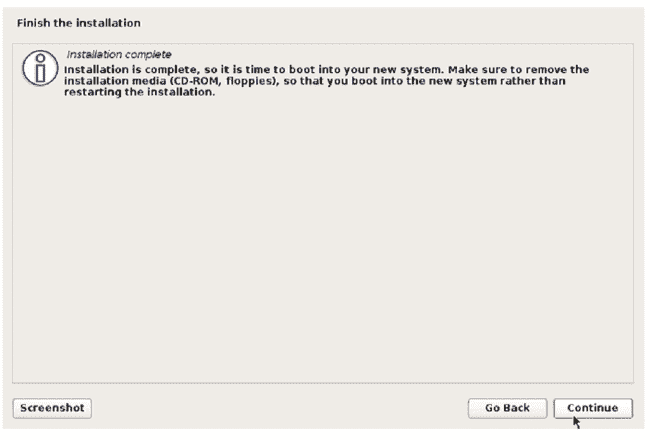 Finish the installation
Installation complete
Installation is complete, so it is time to boot into your new system. Make sure to remove the
installation media (CD-ROM, floppies), so that you boot into the new system rather than
restarting the installation.
Screenshot
Go Back
Continue